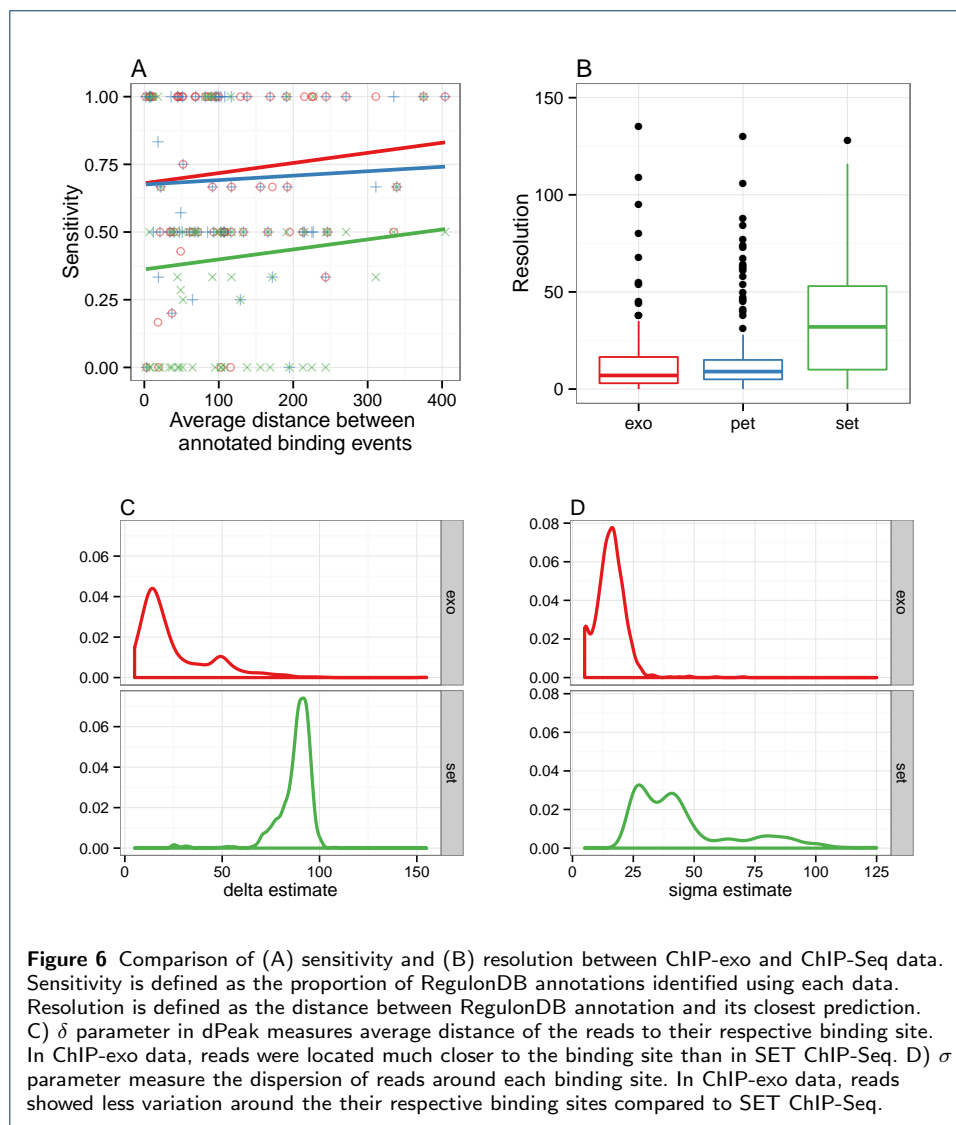 A
1.00
0.75
0.50
0.25
0.00
Sensitivity
0 100 200 300 400
Average distance between
annotated binding events
B
150
100
50
0
Resolution
exo pet set
C
0.06
0.04
0.02
0.00
exo
0.06
0.04
0.02
0.00
set
0 50 100 150
delta estimate
D
0.08
0.06
0.04
0.02
0.00
exo
0.08
0.06
0.04
0.02
0.00
set
0 25 50 75 100 125
sigma estimate
Figure 6 Comparison of (A) sensitivity and (B) resolution between ChIP-exo and ChIP-Seq data.
Sensitivity is defined as the proportion of RegulonDB annotations identified using each data.
Resolution is defined as the distance between RegulonDB annotation and its closest prediction.
C) δ parameter in dPeak measures average distance of the reads to their respective binding site.
In ChIP-exo data, reads were located much closer to the binding site than in SET ChIP-Seq. D) σ
parameter measure the dispersion of reads around each binding site. In ChIP-exo data, reads
showed less variation around the their respective binding sites compared to SET ChIP-Seq.